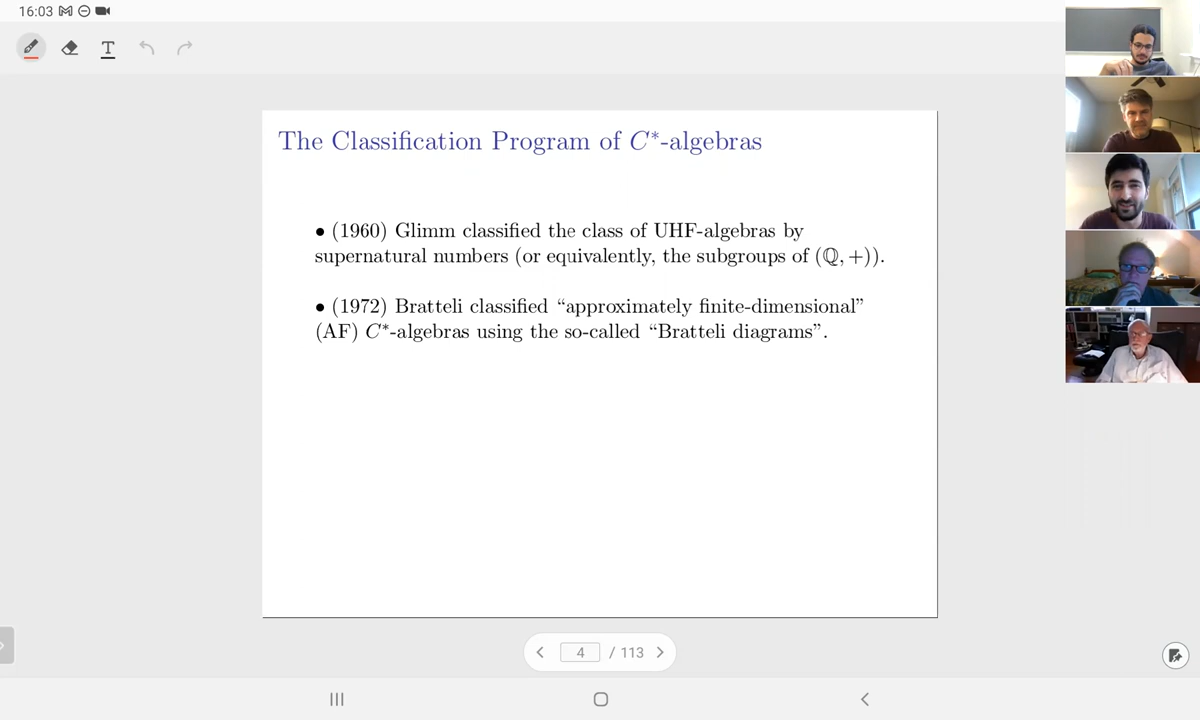 16:03
T
The Classification Program of C*-algebras
• (1960) Glimm classified the class of UHF-algebras by
supernatural numbers (or equivalently, the subgroups of (ℚ, +)).
• (1972) Bratteli classified “approximately finite-dimensional”
(AF) C*-algebras using the so-called “Bratteli diagrams”.
4 / 113